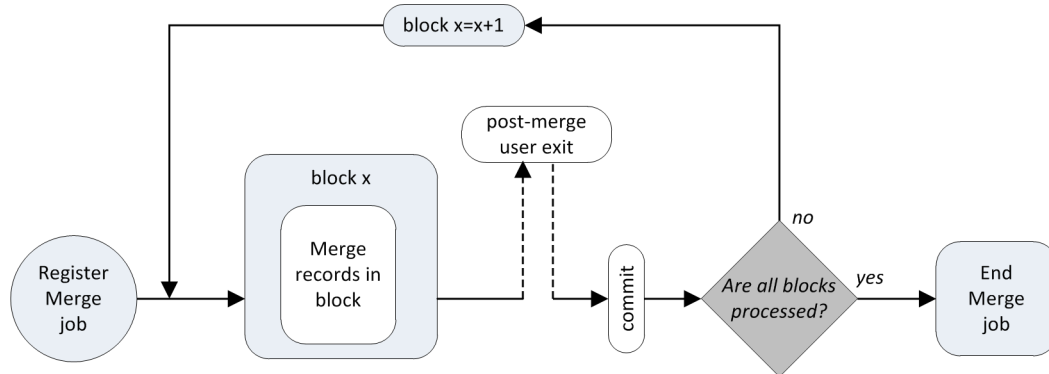 block x=x+1
post-merge
user exit
block x
Merge
records in
block
Register
Merge
job
commit
Are all blocks
processed?
no
yes
End
Merge
job